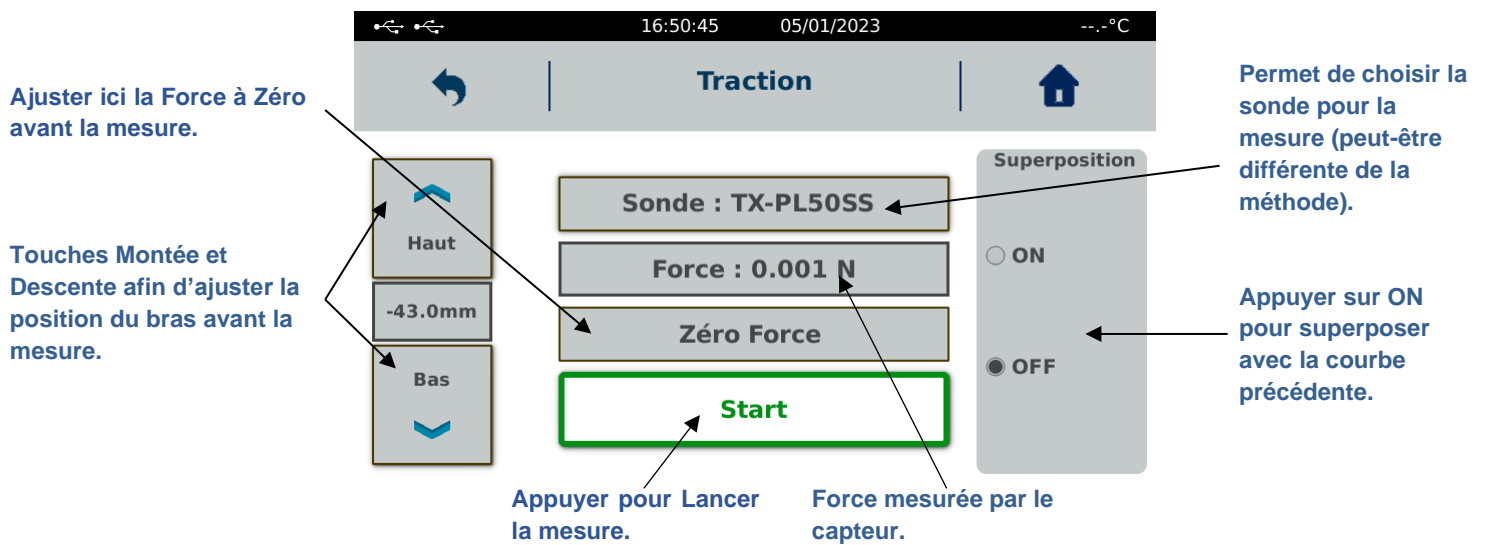 16:50:45 05/01/2023 --.-°C
Traction
Ajuster ici la Force à Zéro
avant la mesure.
Touches Montée et
Descente afin d’ajuster la
position du bras avant la
mesure.
Haut
-43.0mm
Bas
Sonde : TX-PL50SS
Force : 0.001 N
Zéro Force
Start
Superposition
ON
OFF
Permet de choisir la
sonde pour la
mesure (peut-être
différente de la
méthode).
Appuyer sur ON
pour superposer
avec la courbe
précédente.
Appuyer pour Lancer
la mesure.
Force mesurée par le
capteur.